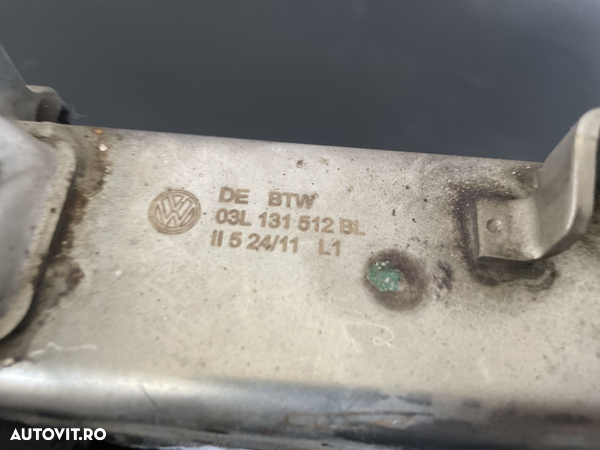 DE BTW
03L 131 512 BL
II 5 24/11 L1
AUTOVIT.RO